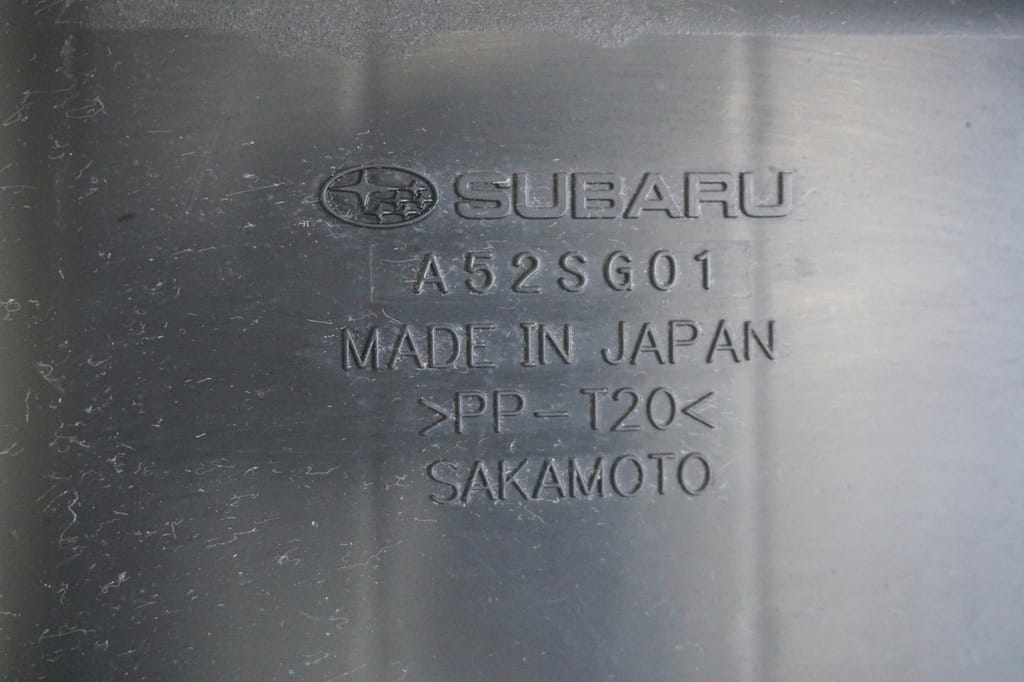 SUBARU
A52SG01
MADE IN JAPAN
>PP-T20<
SAKAMOTO